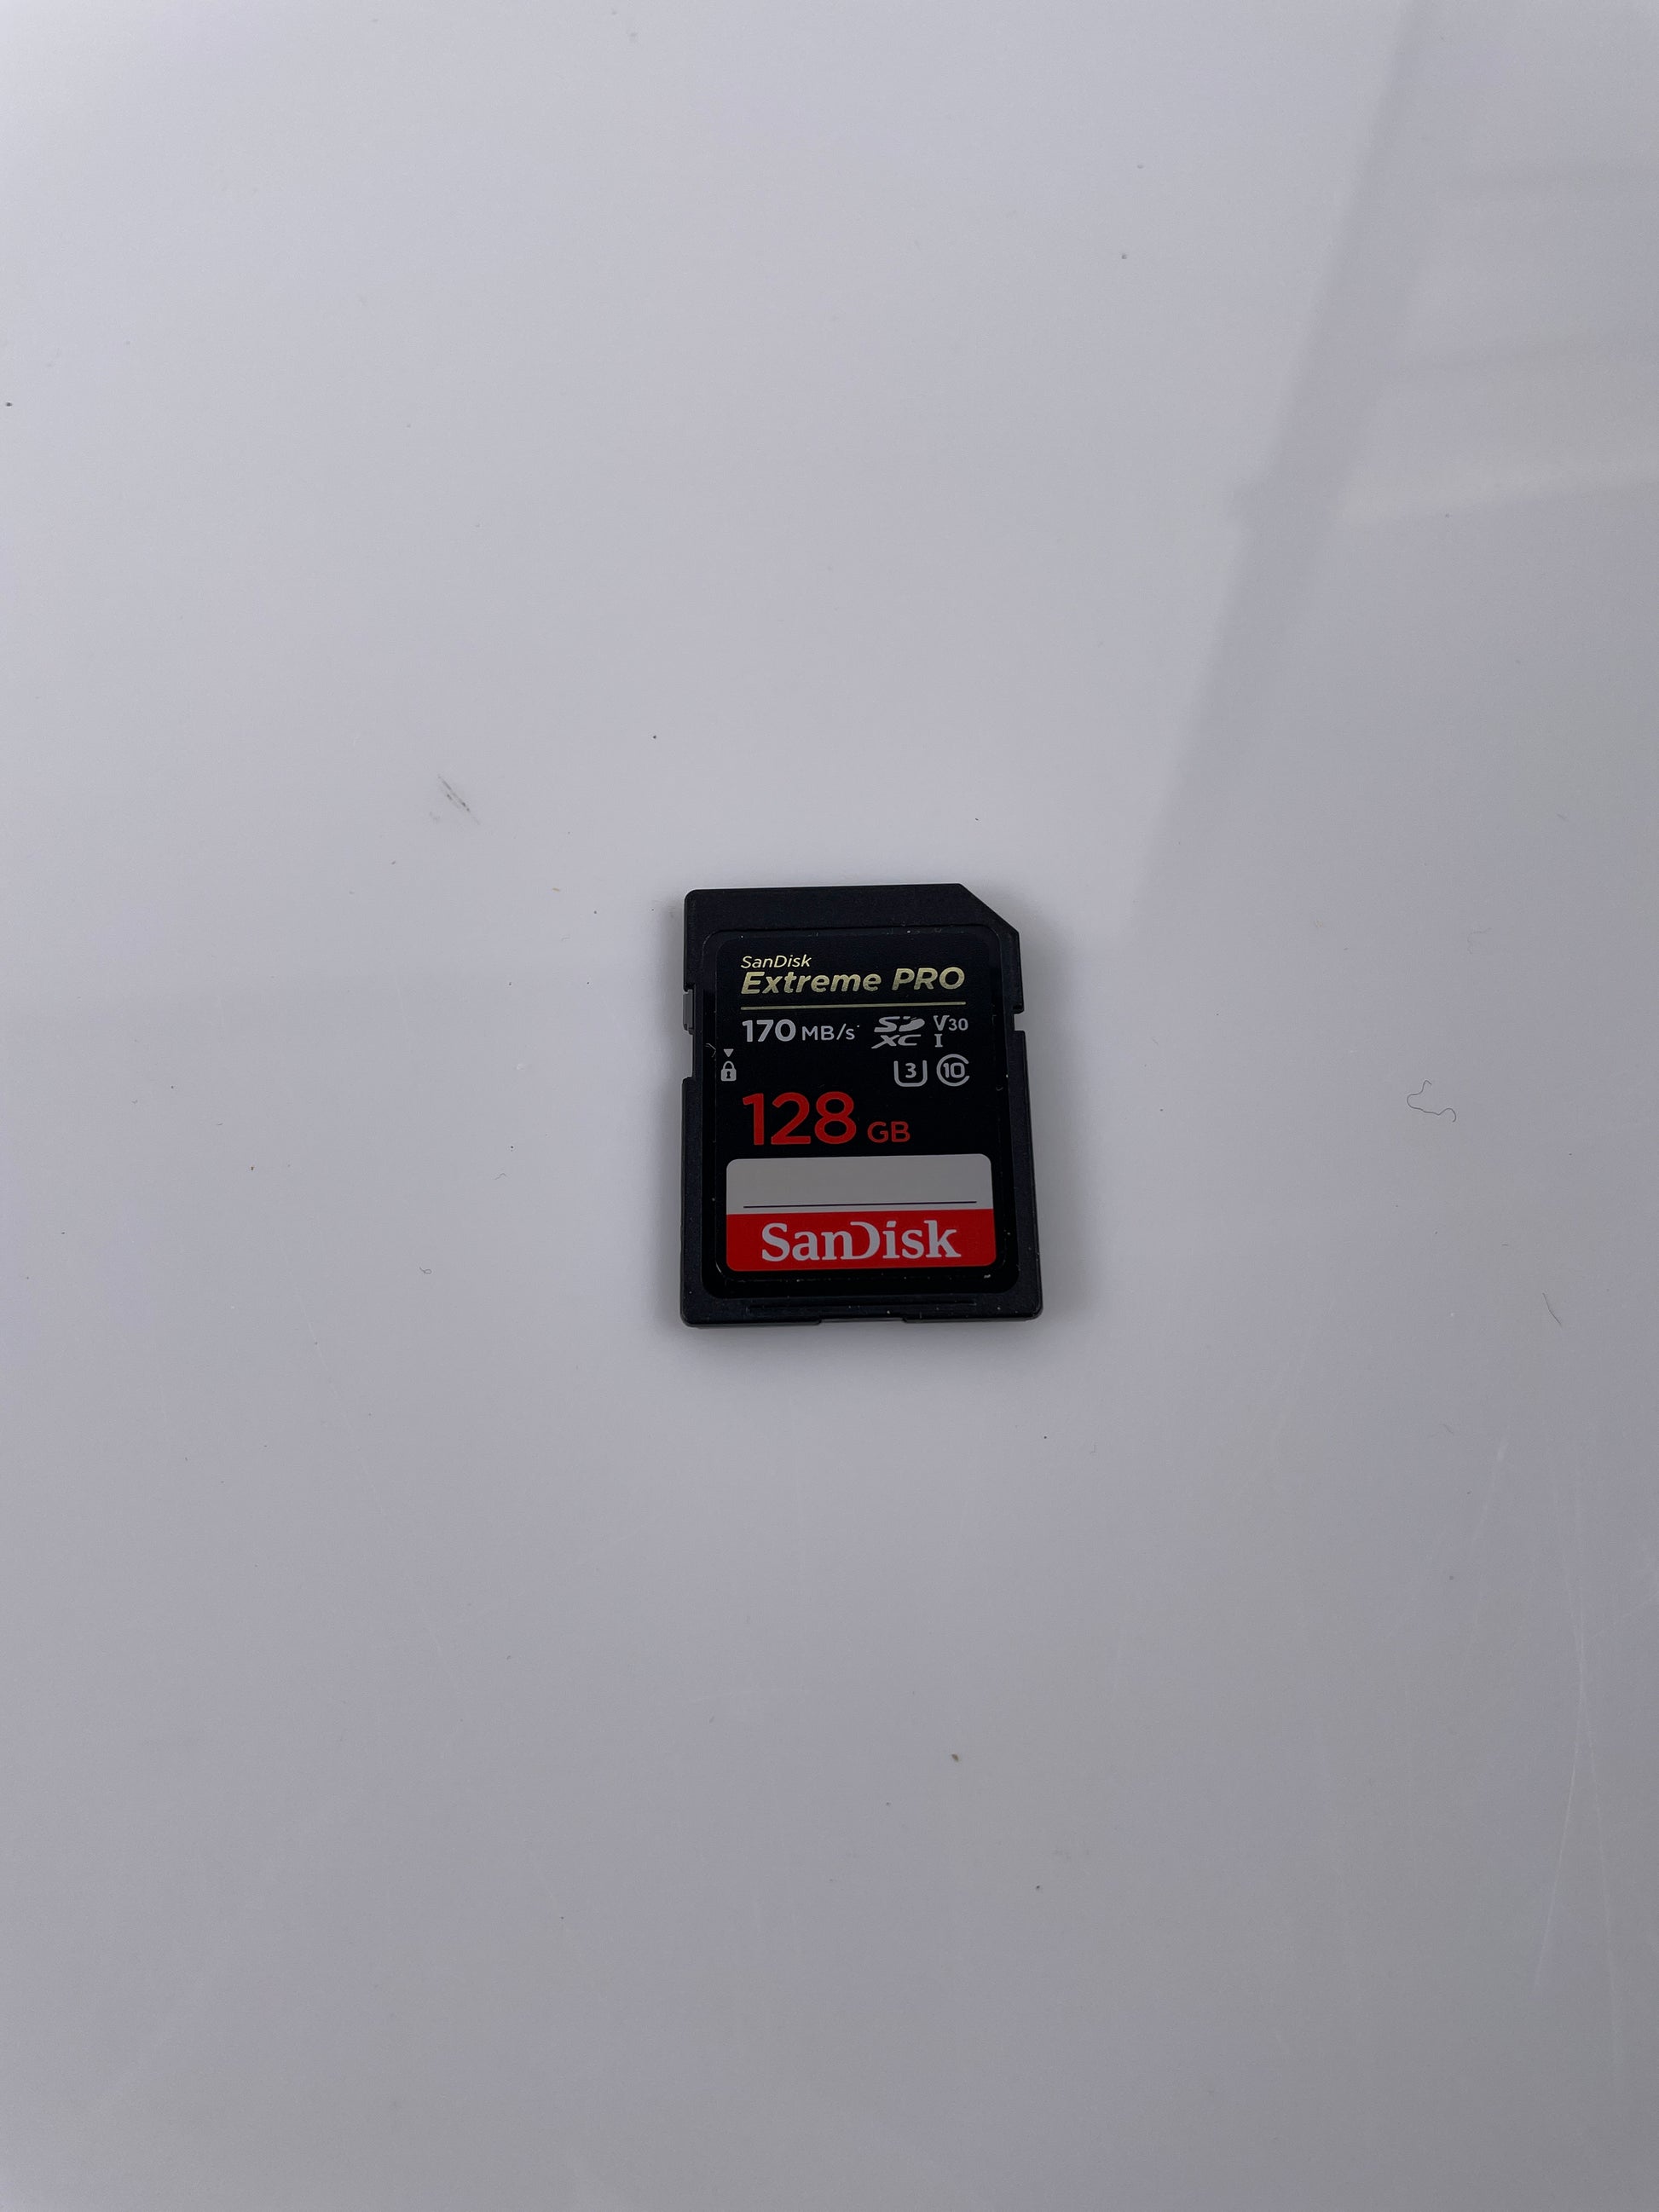 SanDisk
Extreme PRO
170 MB/s* SD XC V30 I
3 10
128 GB
SanDisk